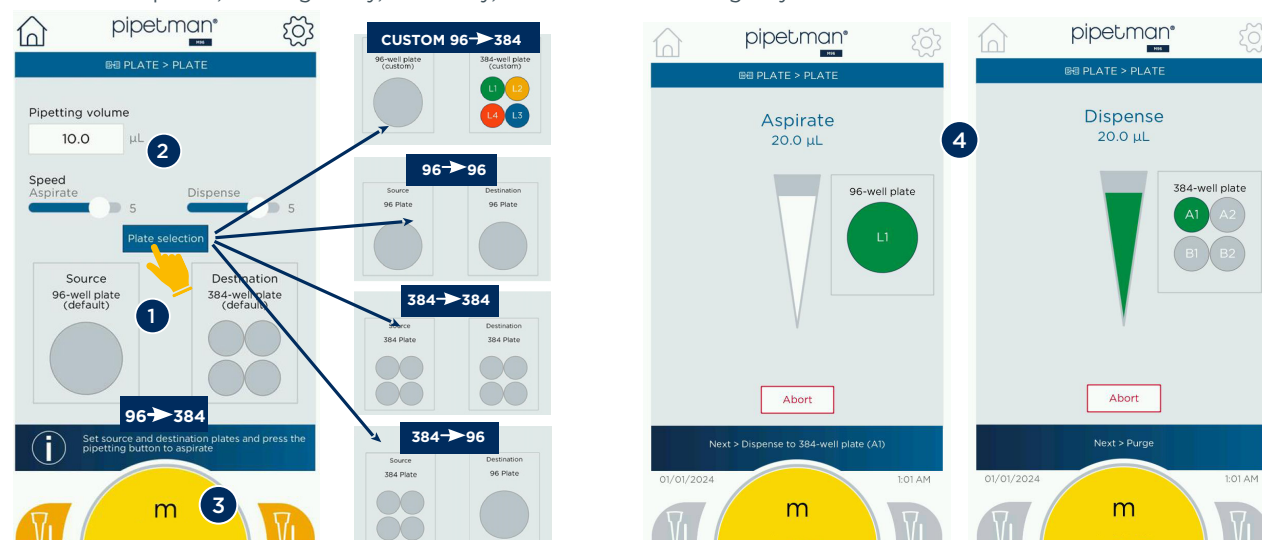 pipetman®
M96
PLATE > PLATE
Pipetting volume
10.0 µL
2
Speed
Aspirate
5
Dispense
5
Plate selection
Source
96-well plate
(default)
Destination
384-well plate
(default)
1
96➔384
i
Set source and destination plates and press the
pipetting button to aspirate
m
3
CUSTOM 96➔384
96-well plate
(custom)
384-well plate
(custom)
L1 L2
L4 L3
96➔96
Source
96 Plate
Destination
96 Plate
384➔384
Source
384 Plate
Destination
384 Plate
384➔96
Source
384 Plate
Destination
96 Plate
pipetman®
M96
PLATE > PLATE
Aspirate
20.0 µL
96-well plate
L1
Abort
Next > Dispense to 384-well plate (A1)
01/01/2024 1:01 AM
m
4
pipetman®
M96
PLATE > PLATE
Dispense
20.0 µL
384-well plate
A1 A2
B1 B2
Abort
Next > Purge
01/01/2024 1:01 AM
m